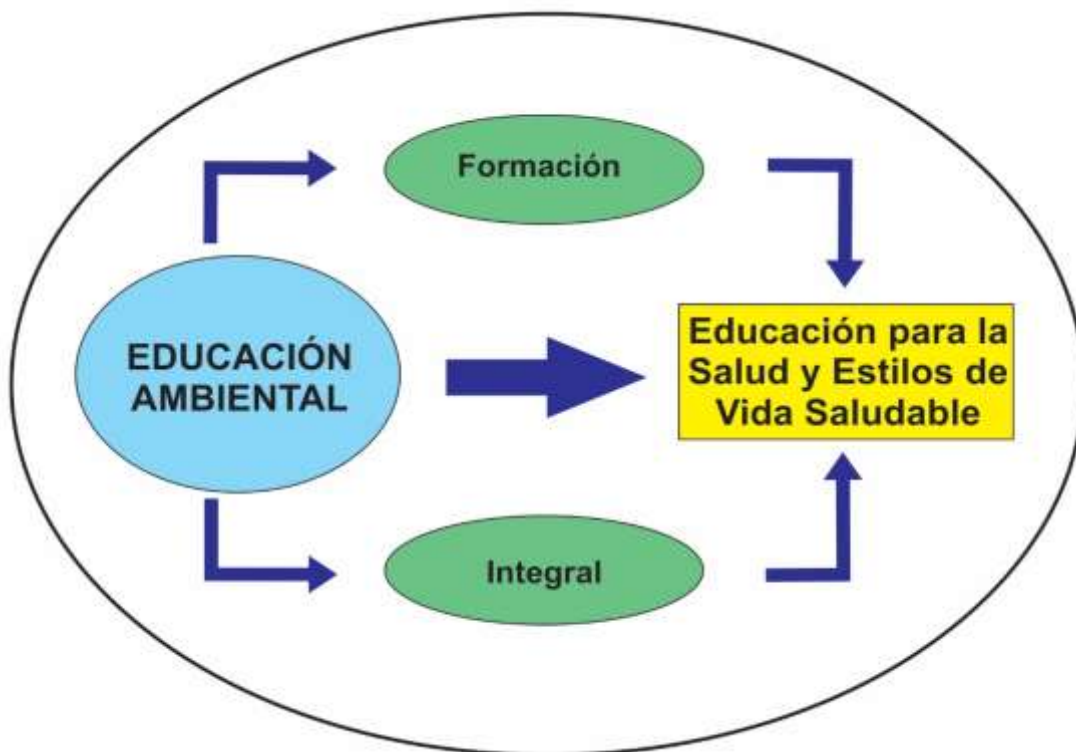 Formación
EDUCACIÓN
AMBIENTAL
Educación para la
Salud y Estilos de
Vida Saludable
Integral